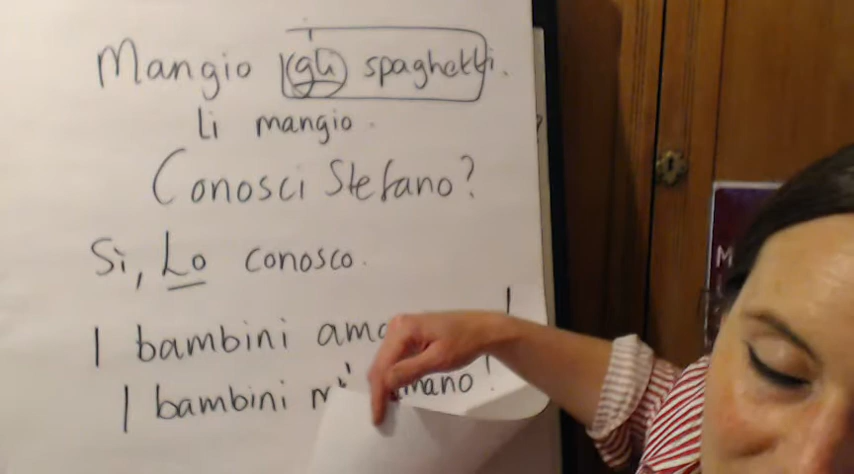 Mangio gli spaghetti.
Li mangio.
Conosci Stefano?
Sì, Lo conosco.
I bambini
I bambini
M